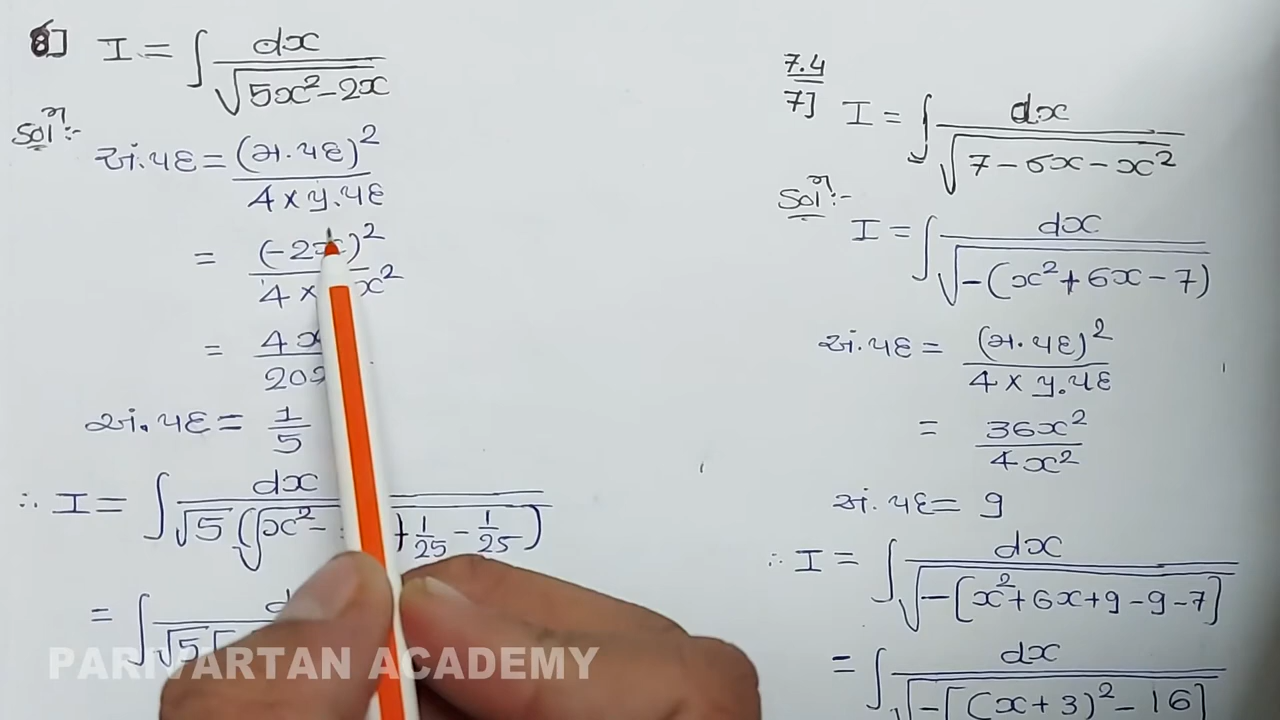 8] I = ∫ dx / √(5x² – 2x)
Solⁿ :-
અં.પદ = (મ.પદ)² / 4 × પ્ર.પદ
= (-2x)² / 4 ×
= 4x / 20x
અં.પદ = 1/5
∴ I = ∫ dx / √5 (√x² – + 1/25 – 1/25)
= ∫ / √5
7.4
7] I = ∫ dx / √(7 – 6x – x²)
Solⁿ :-
I = ∫ dx / √-(x² + 6x – 7)
અં.પદ = (મ.પદ)² / 4 × પ્ર.પદ
= 36x² / 4x²
અં.પદ = 9
∴ I = ∫ dx / √-[x² + 6x + 9 – 9 – 7]
= ∫ dx / √-[(x + 3)² – 16]
PARIVARTAN ACADEMY